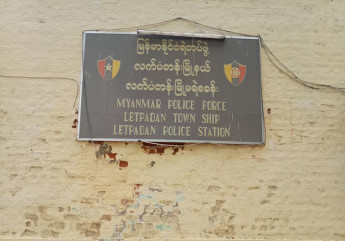 မြန်မာနိုင်ငံရဲတပ်ဖွဲ့
လက်ပံတန်းမြို့နယ်
လက်ပံတန်းမြို့မရဲစခန်း
MYANMAR POLICE FORCE
LETPADAN TOWN SHIP
LETPADAN POLICE STATION